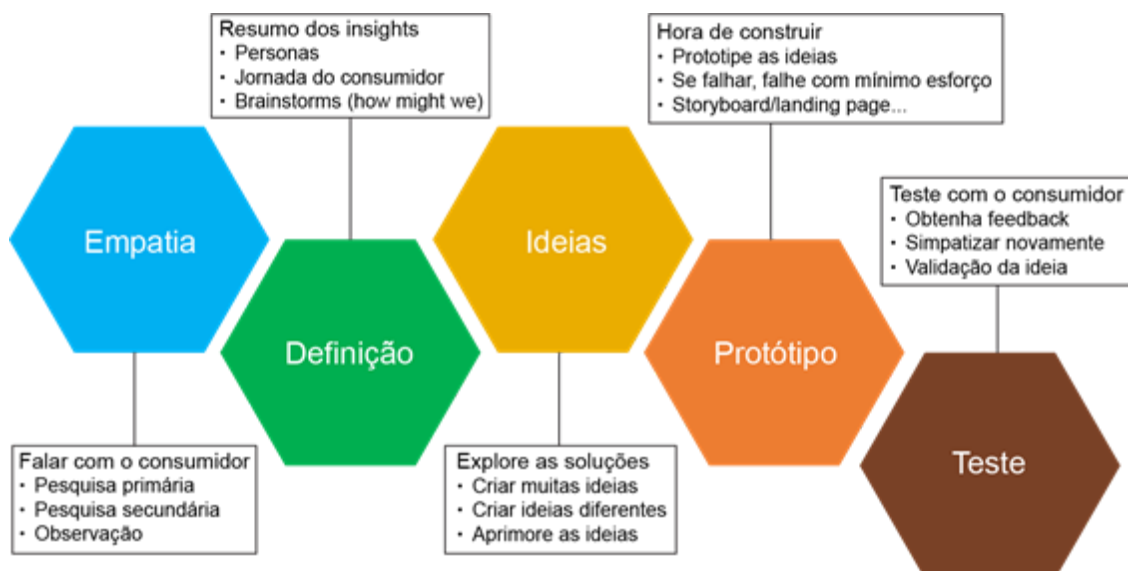 Resumo dos insights
• Personas
• Jornada do consumidor
• Brainstorms (how might we)
Hora de construir
• Prototipe as ideias
• Se falhar, falhe com mínimo esforço
• Storyboard/landing page...
Teste com o consumidor
• Obtenha feedback
• Simpatizar novamente
• Validação da ideia
Empatia
Definição
Ideias
Protótipo
Teste
Falar com o consumidor
• Pesquisa primária
• Pesquisa secundária
• Observação
Explore as soluções
• Criar muitas ideias
• Criar ideias diferentes
• Aprimore as ideias